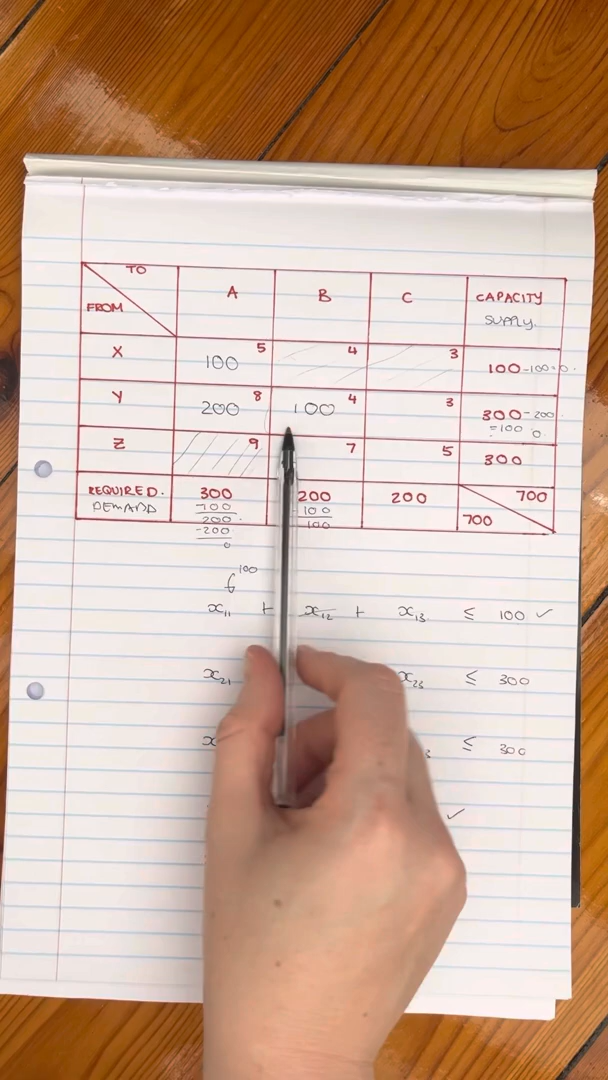 TO
FROM
A B C CAPACITY
SUPPLY.
X 5 4 3
100 100-100=0.
Y 8 4 3
200 100 300-200
=100 0
Z 9 7 5 300
REQUIRED. 300 200 200 700
DEMAND -100 -100 700
200 100
-200
0
100
x11 + x12 + x13 ≤ 100 ✓
x21 x23 ≤ 300
≤ 300
✓